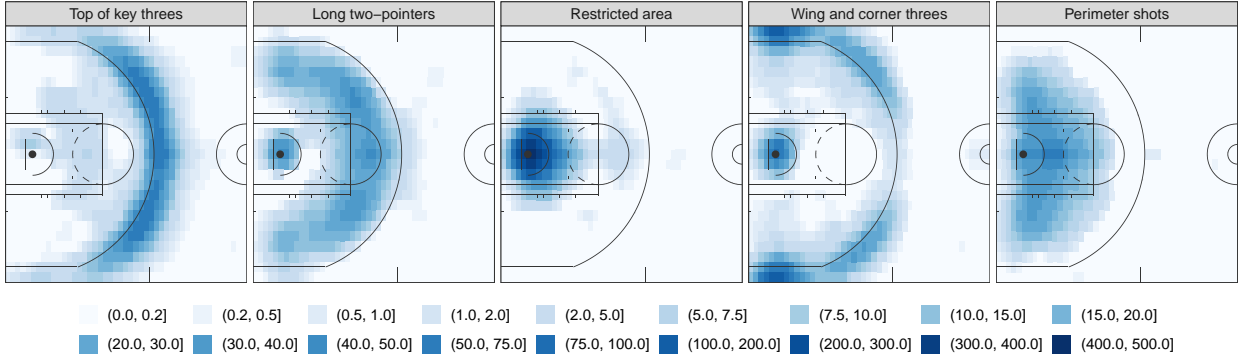 Top of key threes Long two−pointers Restricted area Wing and corner threes Perimeter shots
(0.0, 0.2] (0.2, 0.5] (0.5, 1.0] (1.0, 2.0] (2.0, 5.0] (5.0, 7.5] (7.5, 10.0] (10.0, 15.0] (15.0, 20.0]
(20.0, 30.0] (30.0, 40.0] (40.0, 50.0] (50.0, 75.0] (75.0, 100.0] (100.0, 200.0] (200.0, 300.0] (300.0, 400.0] (400.0, 500.0]